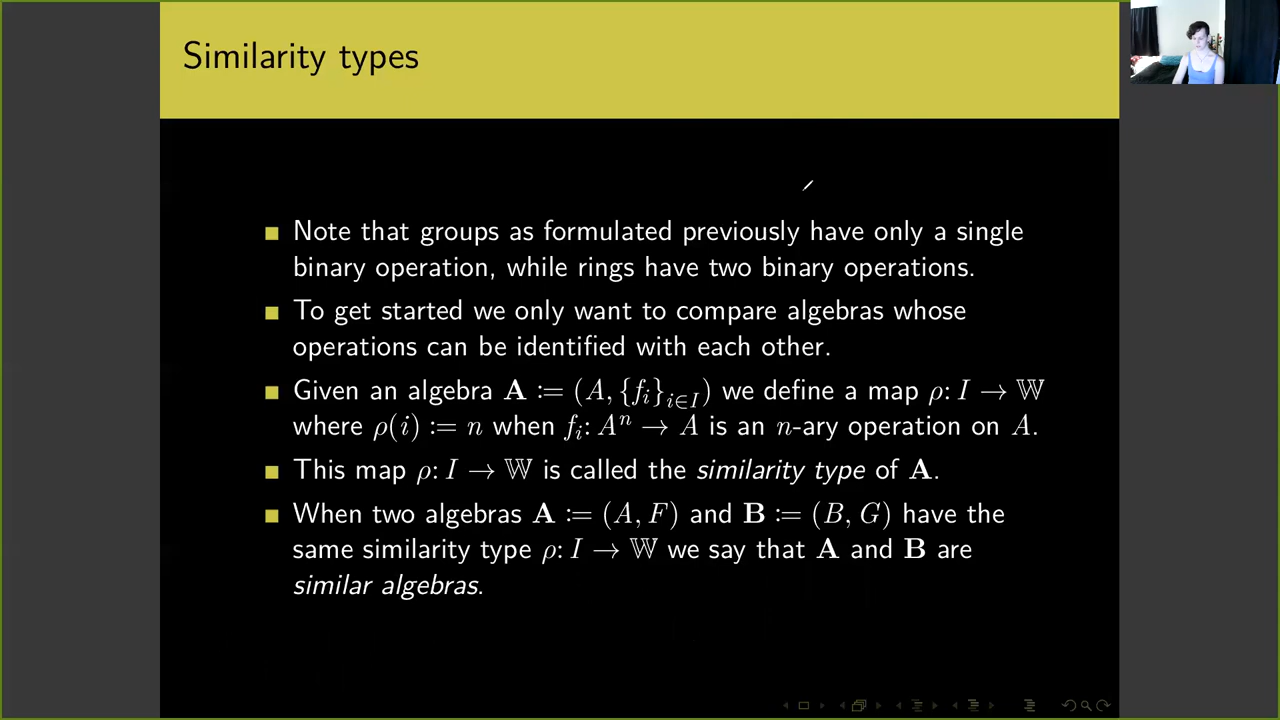 Similarity types
■ Note that groups as formulated previously have only a single
binary operation, while rings have two binary operations.
■ To get started we only want to compare algebras whose
operations can be identified with each other.
■ Given an algebra 𝐀 ≔ (A, {fᵢ}ᵢ∈I) we define a map ρ: I → 𝕎
where ρ(i) ≔ n when fᵢ: Aⁿ → A is an n-ary operation on A.
■ This map ρ: I → 𝕎 is called the similarity type of 𝐀.
■ When two algebras 𝐀 ≔ (A, F) and 𝐁 ≔ (B, G) have the
same similarity type ρ: I → 𝕎 we say that 𝐀 and 𝐁 are
similar algebras.